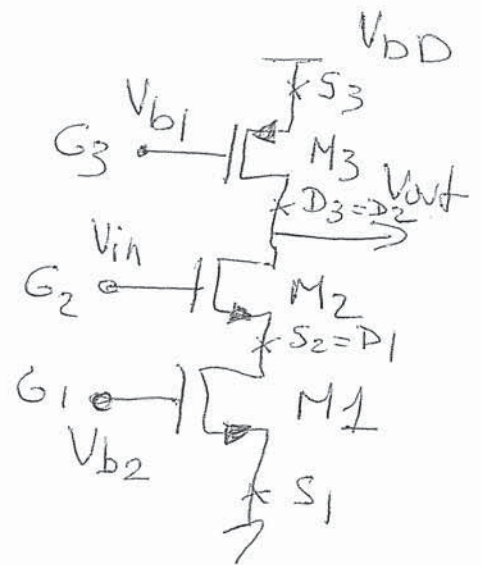 VDD
S3
Vb1
G3
M3
Vout
D3=D2
Vin
G2
M2
S2=D1
G1
M1
Vb2
S1